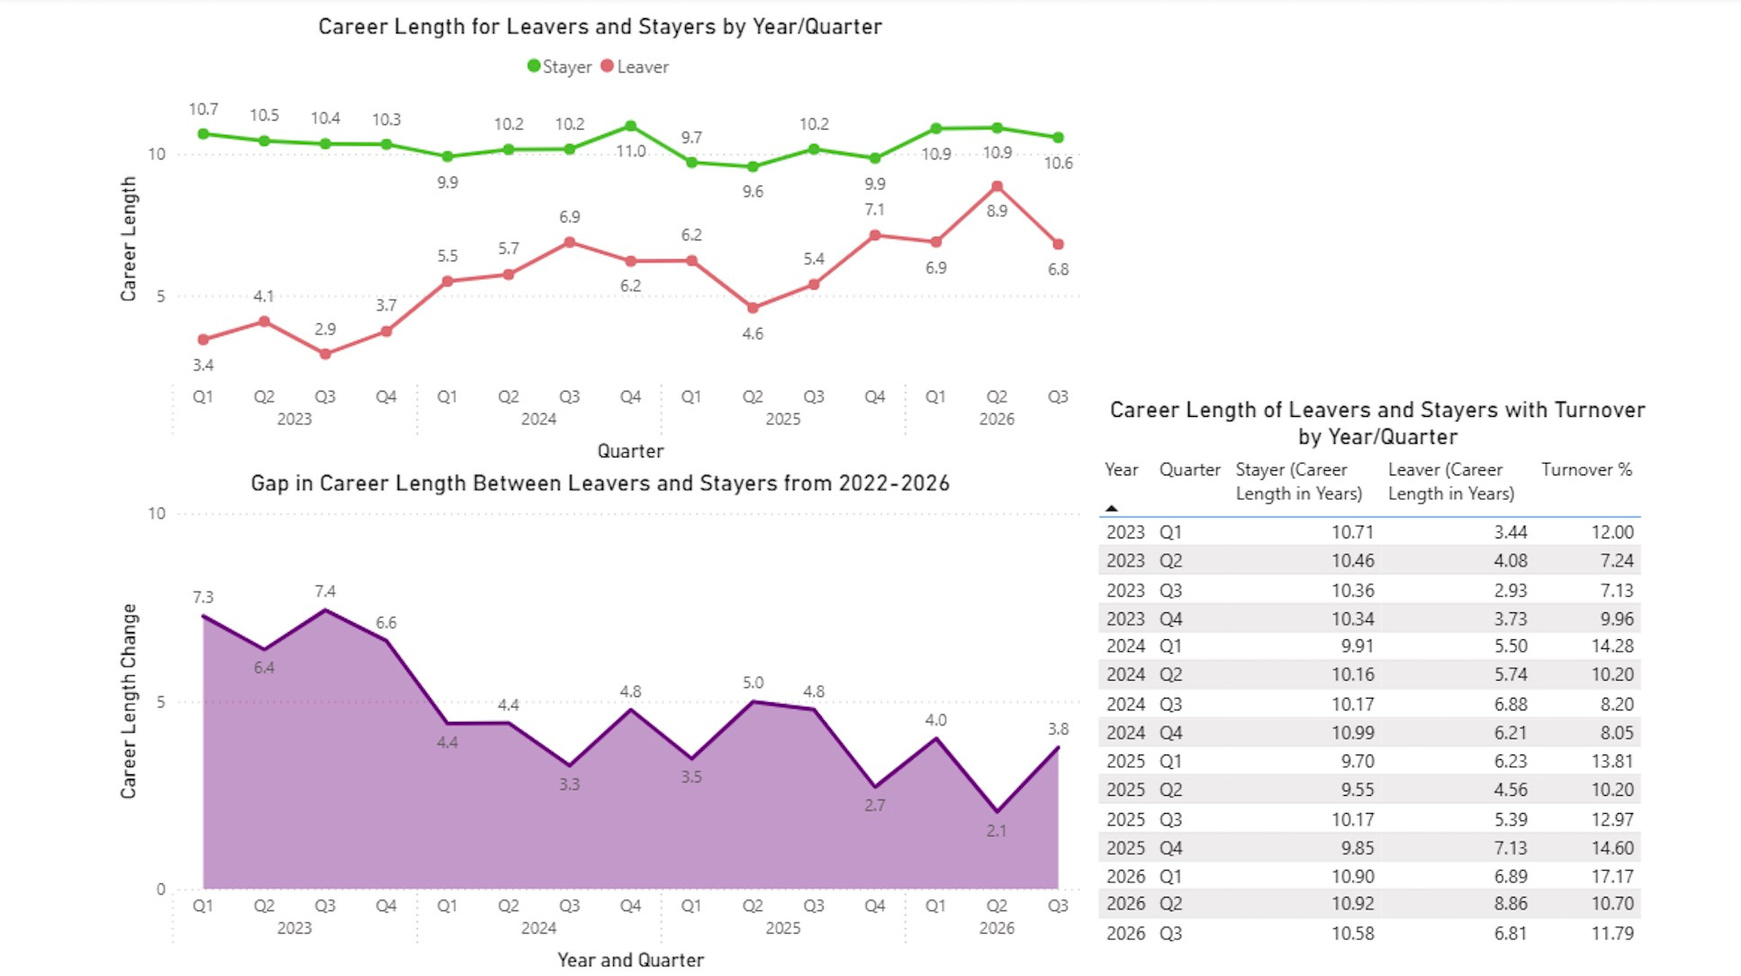 Career Length for Leavers and Stayers by Year/Quarter
Stayer Leaver
10.7 10.5 10.4 10.3 9.9 10.2 10.2 11.0 9.7 9.6 10.2 9.9 10.9 10.9 10.6
3.4 4.1 2.9 3.7 5.5 5.7 6.9 6.2 6.2 4.6 5.4 7.1 6.9 8.9 6.8
10
5
Career Length
Q1 Q2 Q3 Q4 Q1 Q2 Q3 Q4 Q1 Q2 Q3 Q4 Q1 Q2 Q3
2023 2024 2025 2026
Quarter
Gap in Career Length Between Leavers and Stayers from 2022-2026
10
5
0
Career Length Change
7.3 6.4 7.4 6.6 4.4 4.4 3.3 4.8 3.5 5.0 4.8 2.7 4.0 2.1 3.8
Q1 Q2 Q3 Q4 Q1 Q2 Q3 Q4 Q1 Q2 Q3 Q4 Q1 Q2 Q3
2023 2024 2025 2026
Year and Quarter
Career Length of Leavers and Stayers with Turnover
by Year/Quarter
Year Quarter Stayer (Career Leaver (Career Turnover %
Length in Years) Length in Years)
2023 Q1 10.71 3.44 12.00
2023 Q2 10.46 4.08 7.24
2023 Q3 10.36 2.93 7.13
2023 Q4 10.34 3.73 9.96
2024 Q1 9.91 5.50 14.28
2024 Q2 10.16 5.74 10.20
2024 Q3 10.17 6.88 8.20
2024 Q4 10.99 6.21 8.05
2025 Q1 9.70 6.23 13.81
2025 Q2 9.55 4.56 10.20
2025 Q3 10.17 5.39 12.97
2025 Q4 9.85 7.13 14.60
2026 Q1 10.90 6.89 17.17
2026 Q2 10.92 8.86 10.70
2026 Q3 10.58 6.81 11.79